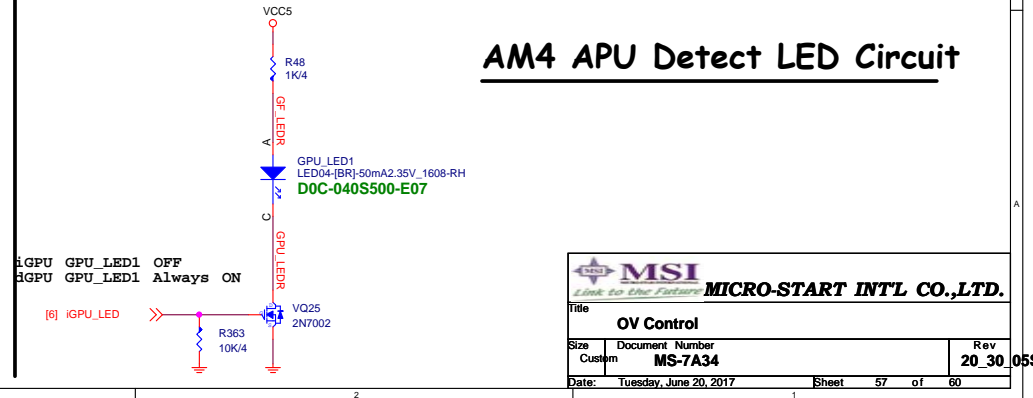 VCC5
AM4 APU Detect LED Circuit
R48
1K/4
GF_LEDR
A
GPU_LED1
LED04-[BR]-50mA2.35V_1608-RH
D0C-040S500-E07
C
GPU_LEDR
A
iGPU GPU_LED1 OFF
dGPU GPU_LED1 Always ON
[6] iGPU_LED
VQ25
2N7002
R363
10K/4
MSI
Link to the Future
MICRO-START INT'L CO.,LTD.
Title
OV Control
Size Document Number Rev
Custom MS-7A34 20_30_05S
Date: Tuesday, June 20, 2017 Sheet 57 of 60
2 1